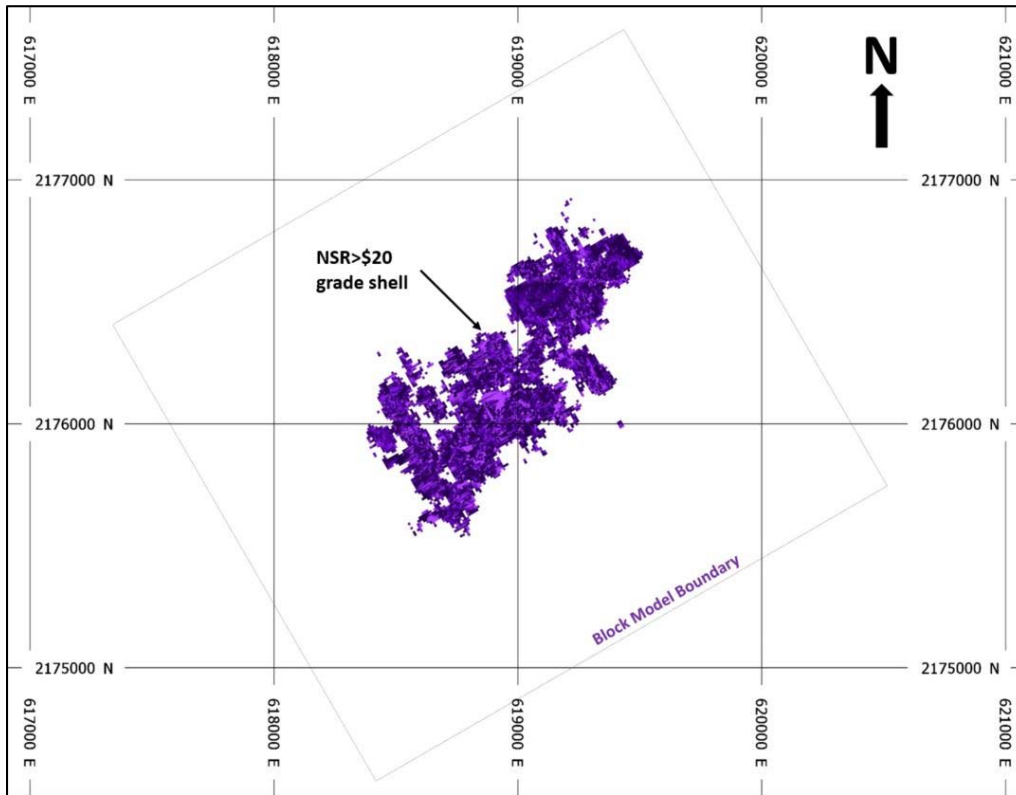 617000 E
618000 E
619000 E
620000 E
621000 E
N
2177000 N
2177000 N
NSR>$20
grade shell
2176000 N
2176000 N
Block Model Boundary
2175000 N
2175000 N
617000 E
618000 E
619000 E
620000 E
621000 E